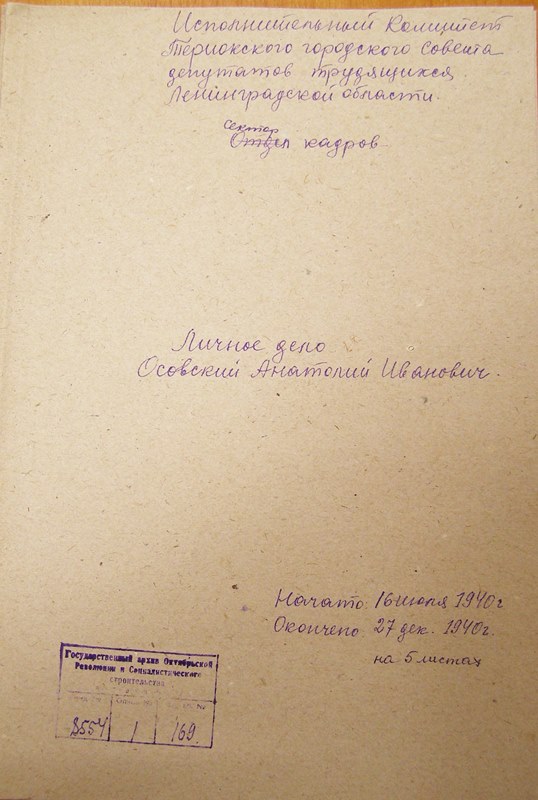 Исполнительный Комитет
Териокского городского совета
депутатов трудящихся
Ленинградской области.
сектор
Отдел кадров
Личное дело
Осовский Анатолий Иванович.
Начато: 16 июля 1940 г
Окончено: 27 дек. 1940 г.
на 5 листах
Государственный архив Октябрьской
Революции и Социалистического
строительства
8554 1 169.